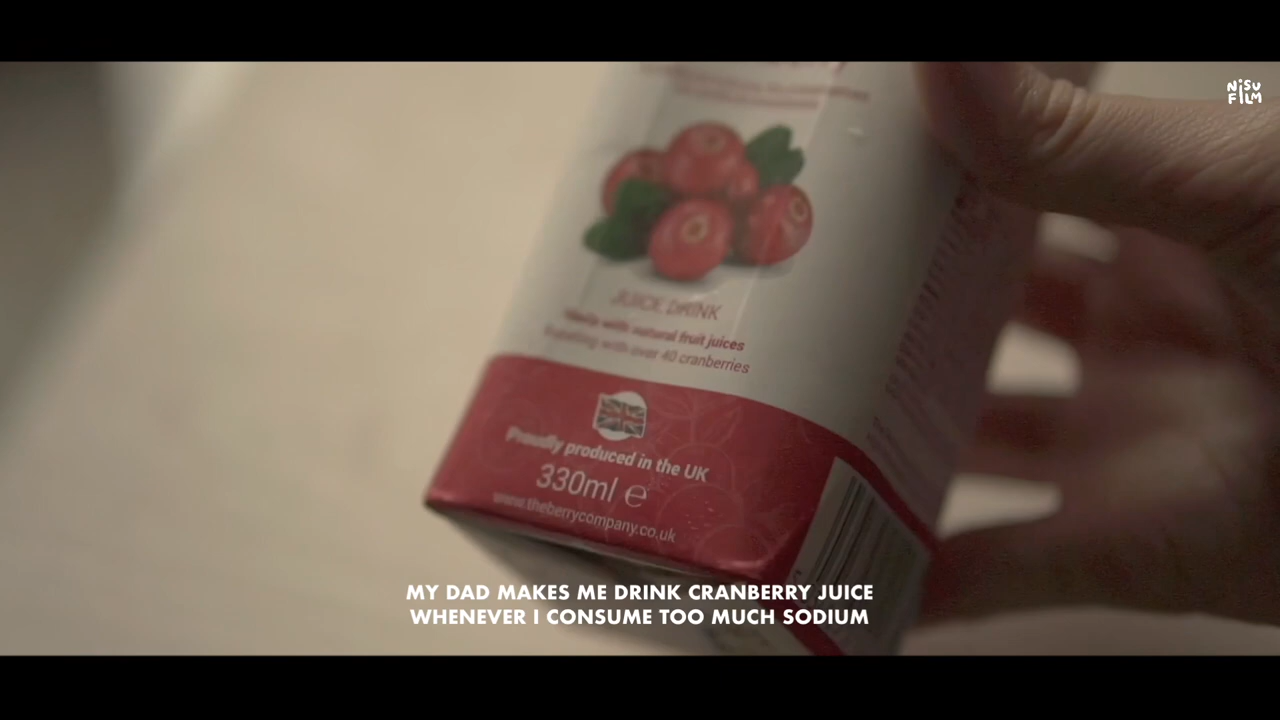 NiSU
FILM
JUICE DRINK
Made with natural fruit juices
with over 40 cranberries
Proudly produced in the UK
330ml e
www.theberrycompany.co.uk
MY DAD MAKES ME DRINK CRANBERRY JUICE
WHENEVER I CONSUME TOO MUCH SODIUM